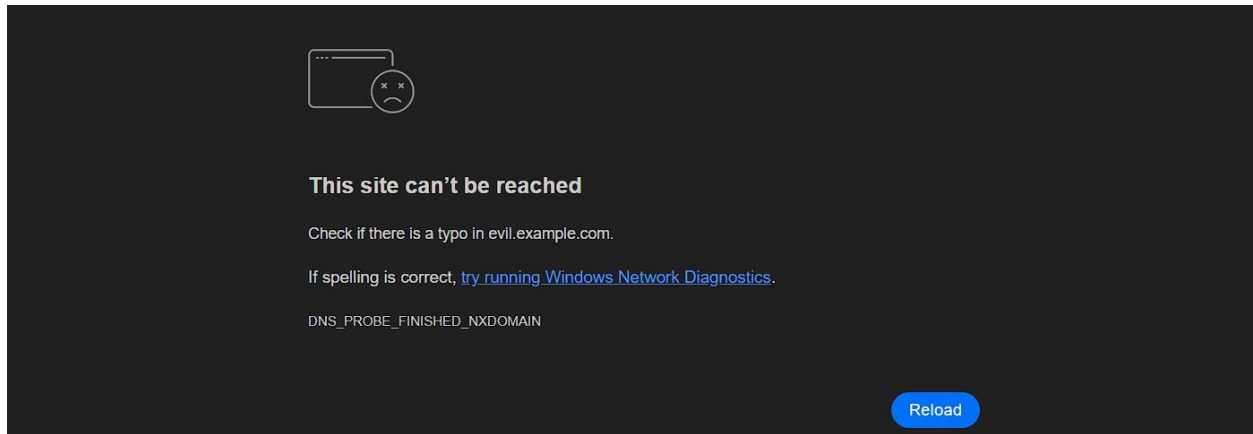 This site can’t be reached
Check if there is a typo in evil.example.com.
If spelling is correct, try running Windows Network Diagnostics.
DNS_PROBE_FINISHED_NXDOMAIN
Reload